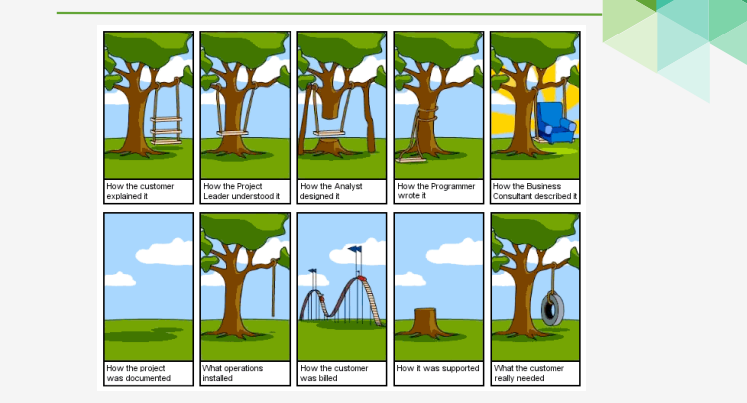 How the customer
explained it
How the Project
Leader understood it
How the Analyst
designed it
How the Programmer
wrote it
How the Business
Consultant described it
How the project
was documented
What operations
installed
How the customer
was billed
How it was supported
What the customer
really needed